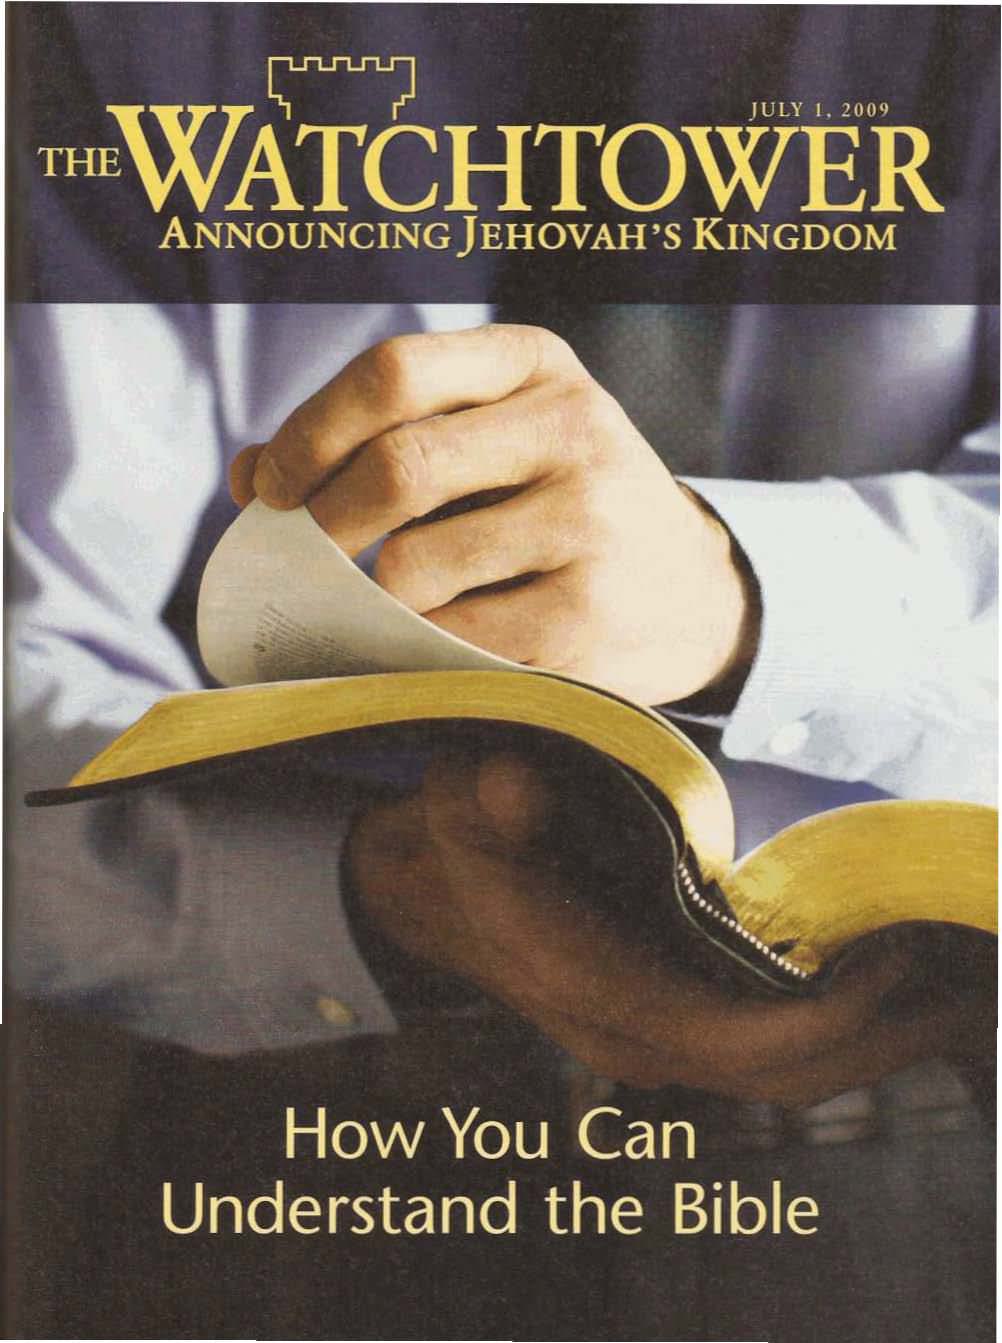 JULY 1, 2009
THE WATCHTOWER
ANNOUNCING JEHOVAH'S KINGDOM
How You Can
Understand the Bible